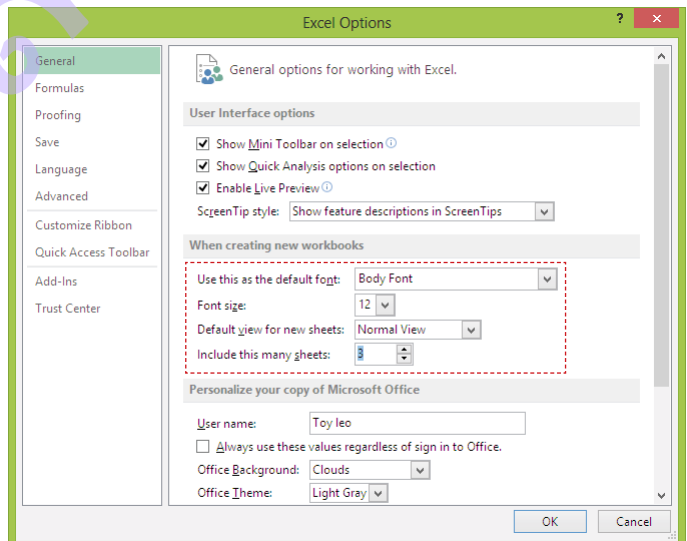 Excel Options
?
General
Formulas
Proofing
Save
Language
Advanced
Customize Ribbon
Quick Access Toolbar
Add-Ins
Trust Center
General options for working with Excel.
User Interface options
Show Mini Toolbar on selection
Show Quick Analysis options on selection
Enable Live Preview
ScreenTip style: Show feature descriptions in ScreenTips
When creating new workbooks
Use this as the default font: Body Font
Font size: 12
Default view for new sheets: Normal View
Include this many sheets: 3
Personalize your copy of Microsoft Office
User name: Toy leo
Always use these values regardless of sign in to Office.
Office Background: Clouds
Office Theme: Light Gray
OK Cancel